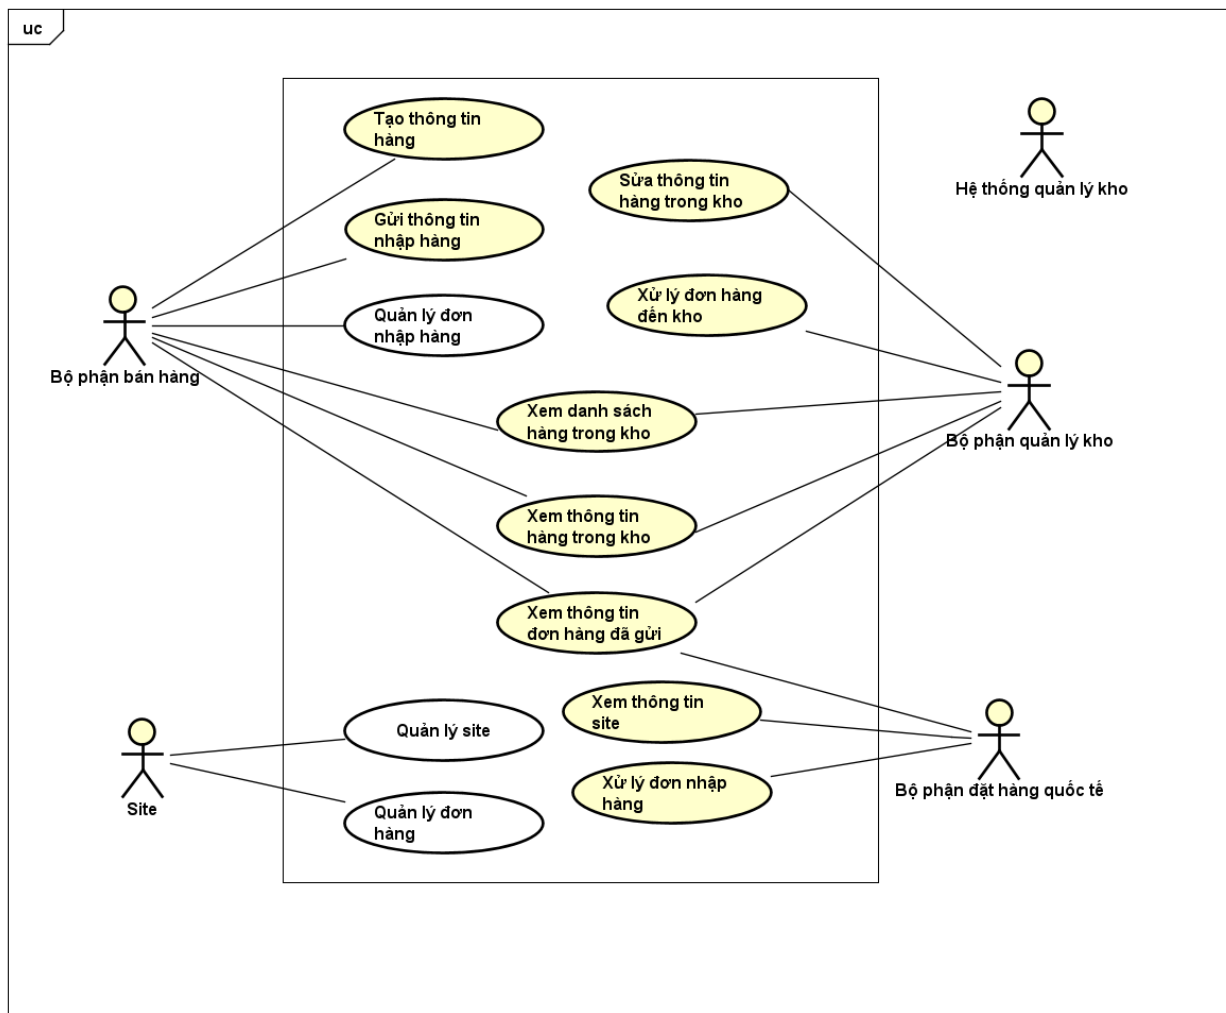 uc
Tạo thông tin
hàng
Sửa thông tin
hàng trong kho
Hệ thống quản lý kho
Gửi thông tin
nhập hàng
Xử lý đơn hàng
đến kho
Quản lý đơn
nhập hàng
Bộ phận bán hàng
Xem danh sách
hàng trong kho
Bộ phận quản lý kho
Xem thông tin
hàng trong kho
Xem thông tin
đơn hàng đã gửi
Xem thông tin
site
Quản lý site
Xử lý đơn nhập
hàng
Bộ phận đặt hàng quốc tế
Site
Quản lý đơn
hàng